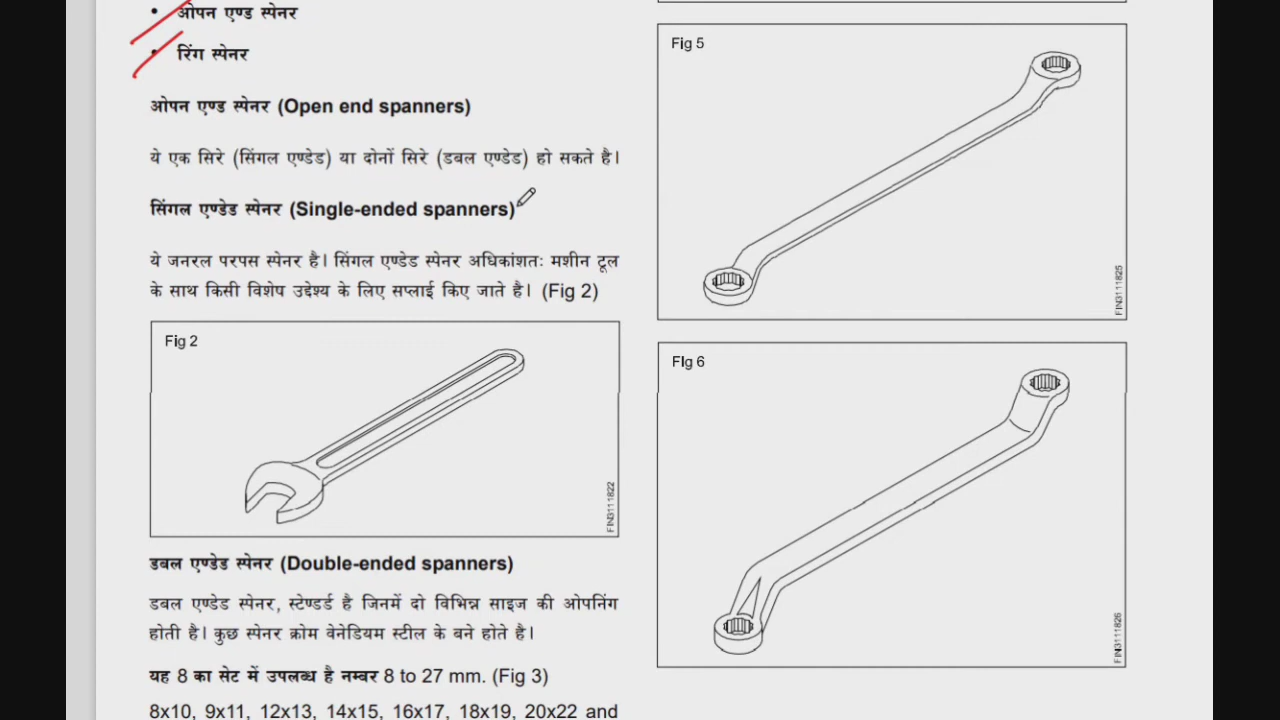 • ओपन एण्ड स्पेनर
• रिंग स्पेनर
ओपन एण्ड स्पेनर (Open end spanners)
ये एक सिरे (सिंगल एण्डेड) या दोनों सिरे (डबल एण्डेड) हो सकते है।
सिंगल एण्डेड स्पेनर (Single-ended spanners)
ये जनरल परपस स्पेनर है। सिंगल एण्डेड स्पेनर अधिकांशतः मशीन टूल
के साथ किसी विशेष उद्देश्य के लिए सप्लाई किए जाते है। (Fig 2)
Fig 2
FIN3111822
डबल एण्डेड स्पेनर (Double-ended spanners)
डबल एण्डेड स्पेनर, स्टेण्डर्ड है जिनमें दो विभिन्न साइज की ओपनिंग
होती है। कुछ स्पेनर क्रोम वेनेडियम स्टील के बने होते है।
यह 8 का सेट में उपलब्ध है नम्बर 8 to 27 mm. (Fig 3)
8x10, 9x11, 12x13, 14x15, 16x17, 18x19, 20x22 and
Fig 5
FIN3111825
FIg 6
FIN3111826